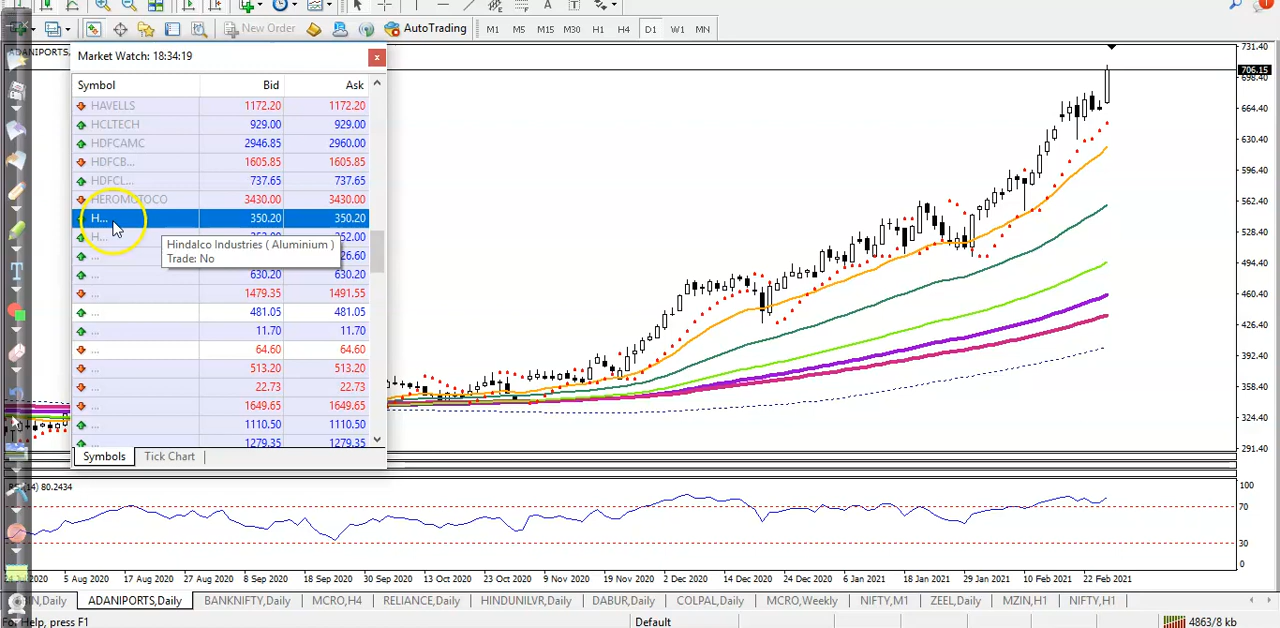 New Order
AutoTrading
M1 M5 M15 M30 H1 H4 D1 W1 MN
ADANIPORTS,
Market Watch: 18:34:19
Symbol Bid Ask
HAVELLS 1172.20 1172.20
HCLTECH 929.00 929.00
HDFCAMC 2946.85 2960.00
HDFCB... 1605.85 1605.85
HDFCL... 737.65 737.65
HEROMOTOCO 3430.00 3430.00
H... 350.20 350.20
H... 352.00
Hindalco Industries ( Aluminium )
Trade: No
... 630.20 630.20
... 1479.35 1491.55
... 481.05 481.05
... 11.70 11.70
... 64.60 64.60
... 513.20 513.20
... 22.73 22.73
... 1649.65 1649.65
... 1110.50 1110.50
... 1279.35 1279.35
Symbols Tick Chart
731.40
706.15
698.40
664.40
630.40
596.40
562.40
528.40
494.40
460.40
426.40
392.40
358.40
324.40
291.40
(14) 80.2434
100
70
30
0
2020 5 Aug 2020 17 Aug 2020 27 Aug 2020 8 Sep 2020 18 Sep 2020 30 Sep 2020 13 Oct 2020 23 Oct 2020 9 Nov 2020 19 Nov 2020 2 Dec 2020 14 Dec 2020 24 Dec 2020 6 Jan 2021 18 Jan 2021 29 Jan 2021 10 Feb 2021 22 Feb 2021
ADANIPORTS,Daily BANKNIFTY,Daily MCRO,H4 RELIANCE,Daily HINDUNILVR,Daily DABUR,Daily COLPAL,Daily MCRO,Weekly NIFTY,M1 ZEEL,Daily MZIN,H1 NIFTY,H1
Help, press F1
Default
4863/8 kb